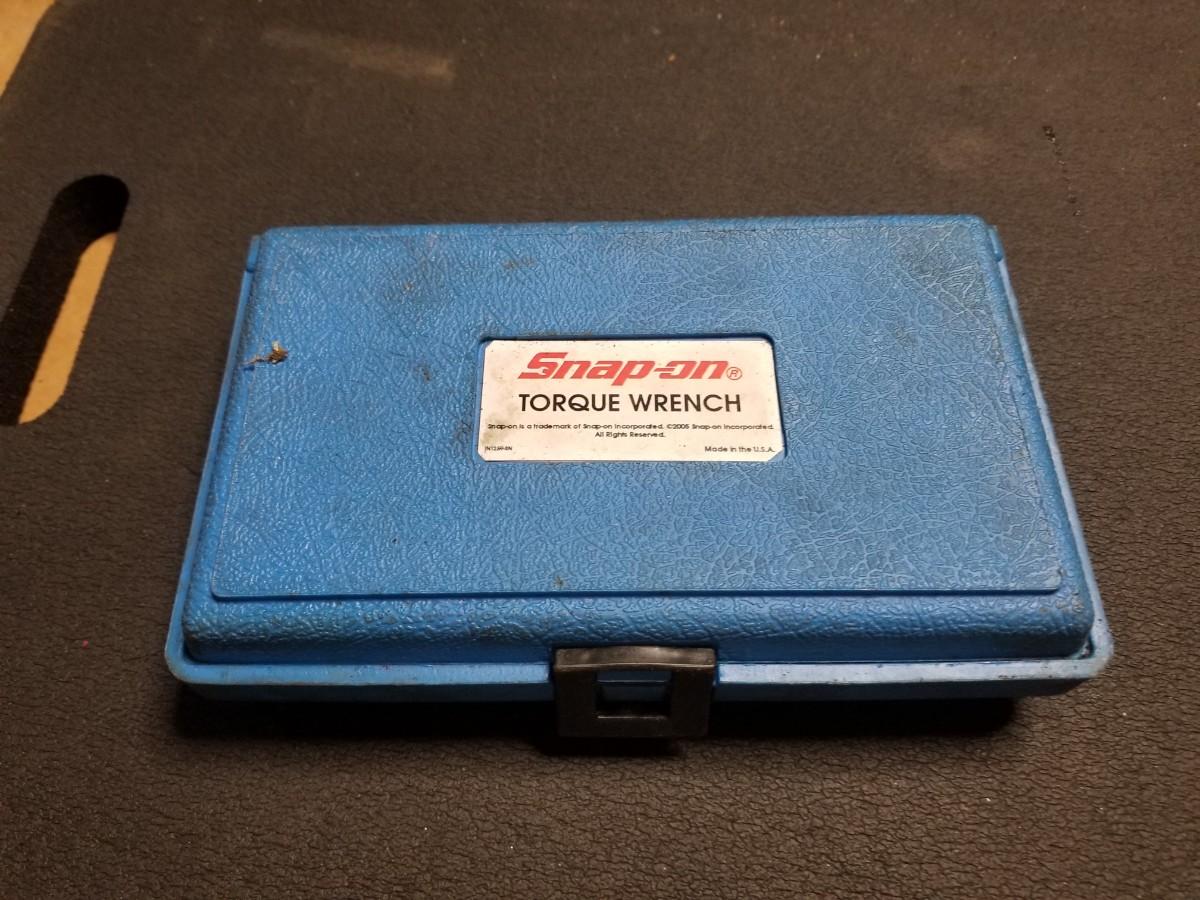 Snap-on®
TORQUE WRENCH
Snap-on is a trademark of Snap-on Incorporated. ©2005 Snap-on Incorporated.
All Rights Reserved.
Made in the U.S.A.